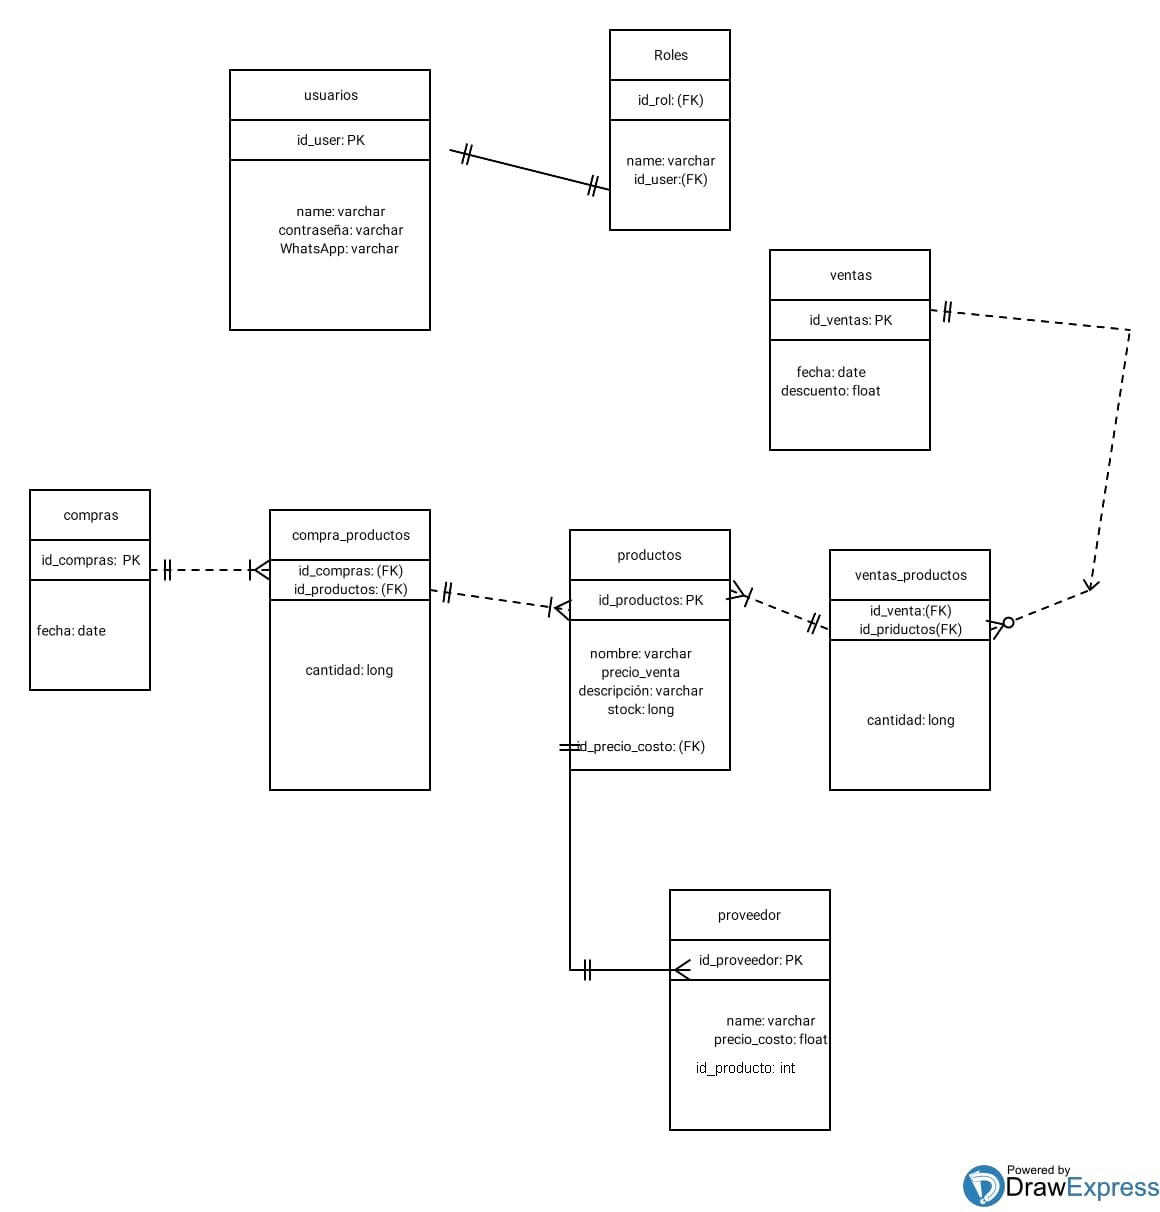 Roles
id_rol: (FK)
name: varchar
id_user:(FK)
usuarios
id_user: PK
name: varchar
contraseña: varchar
WhatsApp: varchar
ventas
id_ventas: PK
fecha: date
descuento: float
compras
id_compras: PK
fecha: date
compra_productos
id_compras: (FK)
id_productos: (FK)
cantidad: long
productos
id_productos: PK
nombre: varchar
precio_venta
descripción: varchar
stock: long
id_precio_costo: (FK)
ventas_productos
id_venta:(FK)
id_priductos(FK)
cantidad: long
proveedor
id_proveedor: PK
name: varchar
precio_costo: float
id_producto: int
Powered by
DrawExpress